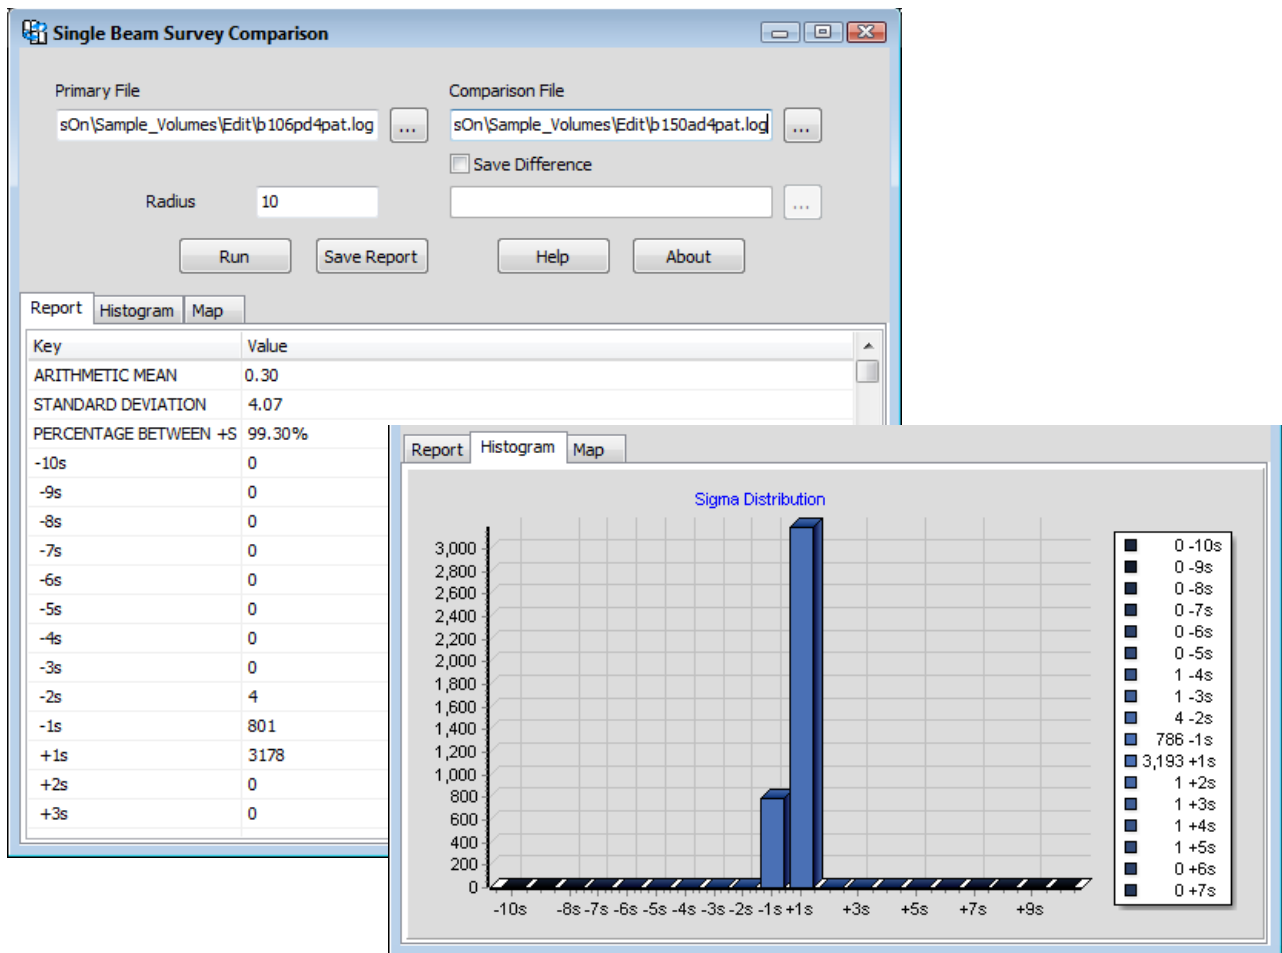 Single Beam Survey Comparison
Primary File
Comparison File
sOn\Sample_Volumes\Edit\b106pd4pat.log
...
sOn\Sample_Volumes\Edit\b150ad4pat.log
...
Save Difference
Radius
10
...
Run
Save Report
Help
About
Report Histogram Map
Key Value
ARITHMETIC MEAN 0.30
STANDARD DEVIATION 4.07
PERCENTAGE BETWEEN +S 99.30%
-10s 0
-9s 0
-8s 0
-7s 0
-6s 0
-5s 0
-4s 0
-3s 0
-2s 4
-1s 801
+1s 3178
+2s 0
+3s 0
Report Histogram Map
Sigma Distribution
3,000
2,800
2,600
2,400
2,200
2,000
1,800
1,600
1,400
1,200
1,000
800
600
400
200
0
-10s -8s -7s -6s -5s -4s -3s -2s -1s +1s +3s +5s +7s +9s
0 -10s
0 -9s
0 -8s
0 -7s
0 -6s
0 -5s
1 -4s
1 -3s
4 -2s
786 -1s
3,193 +1s
1 +2s
1 +3s
1 +4s
1 +5s
0 +6s
0 +7s